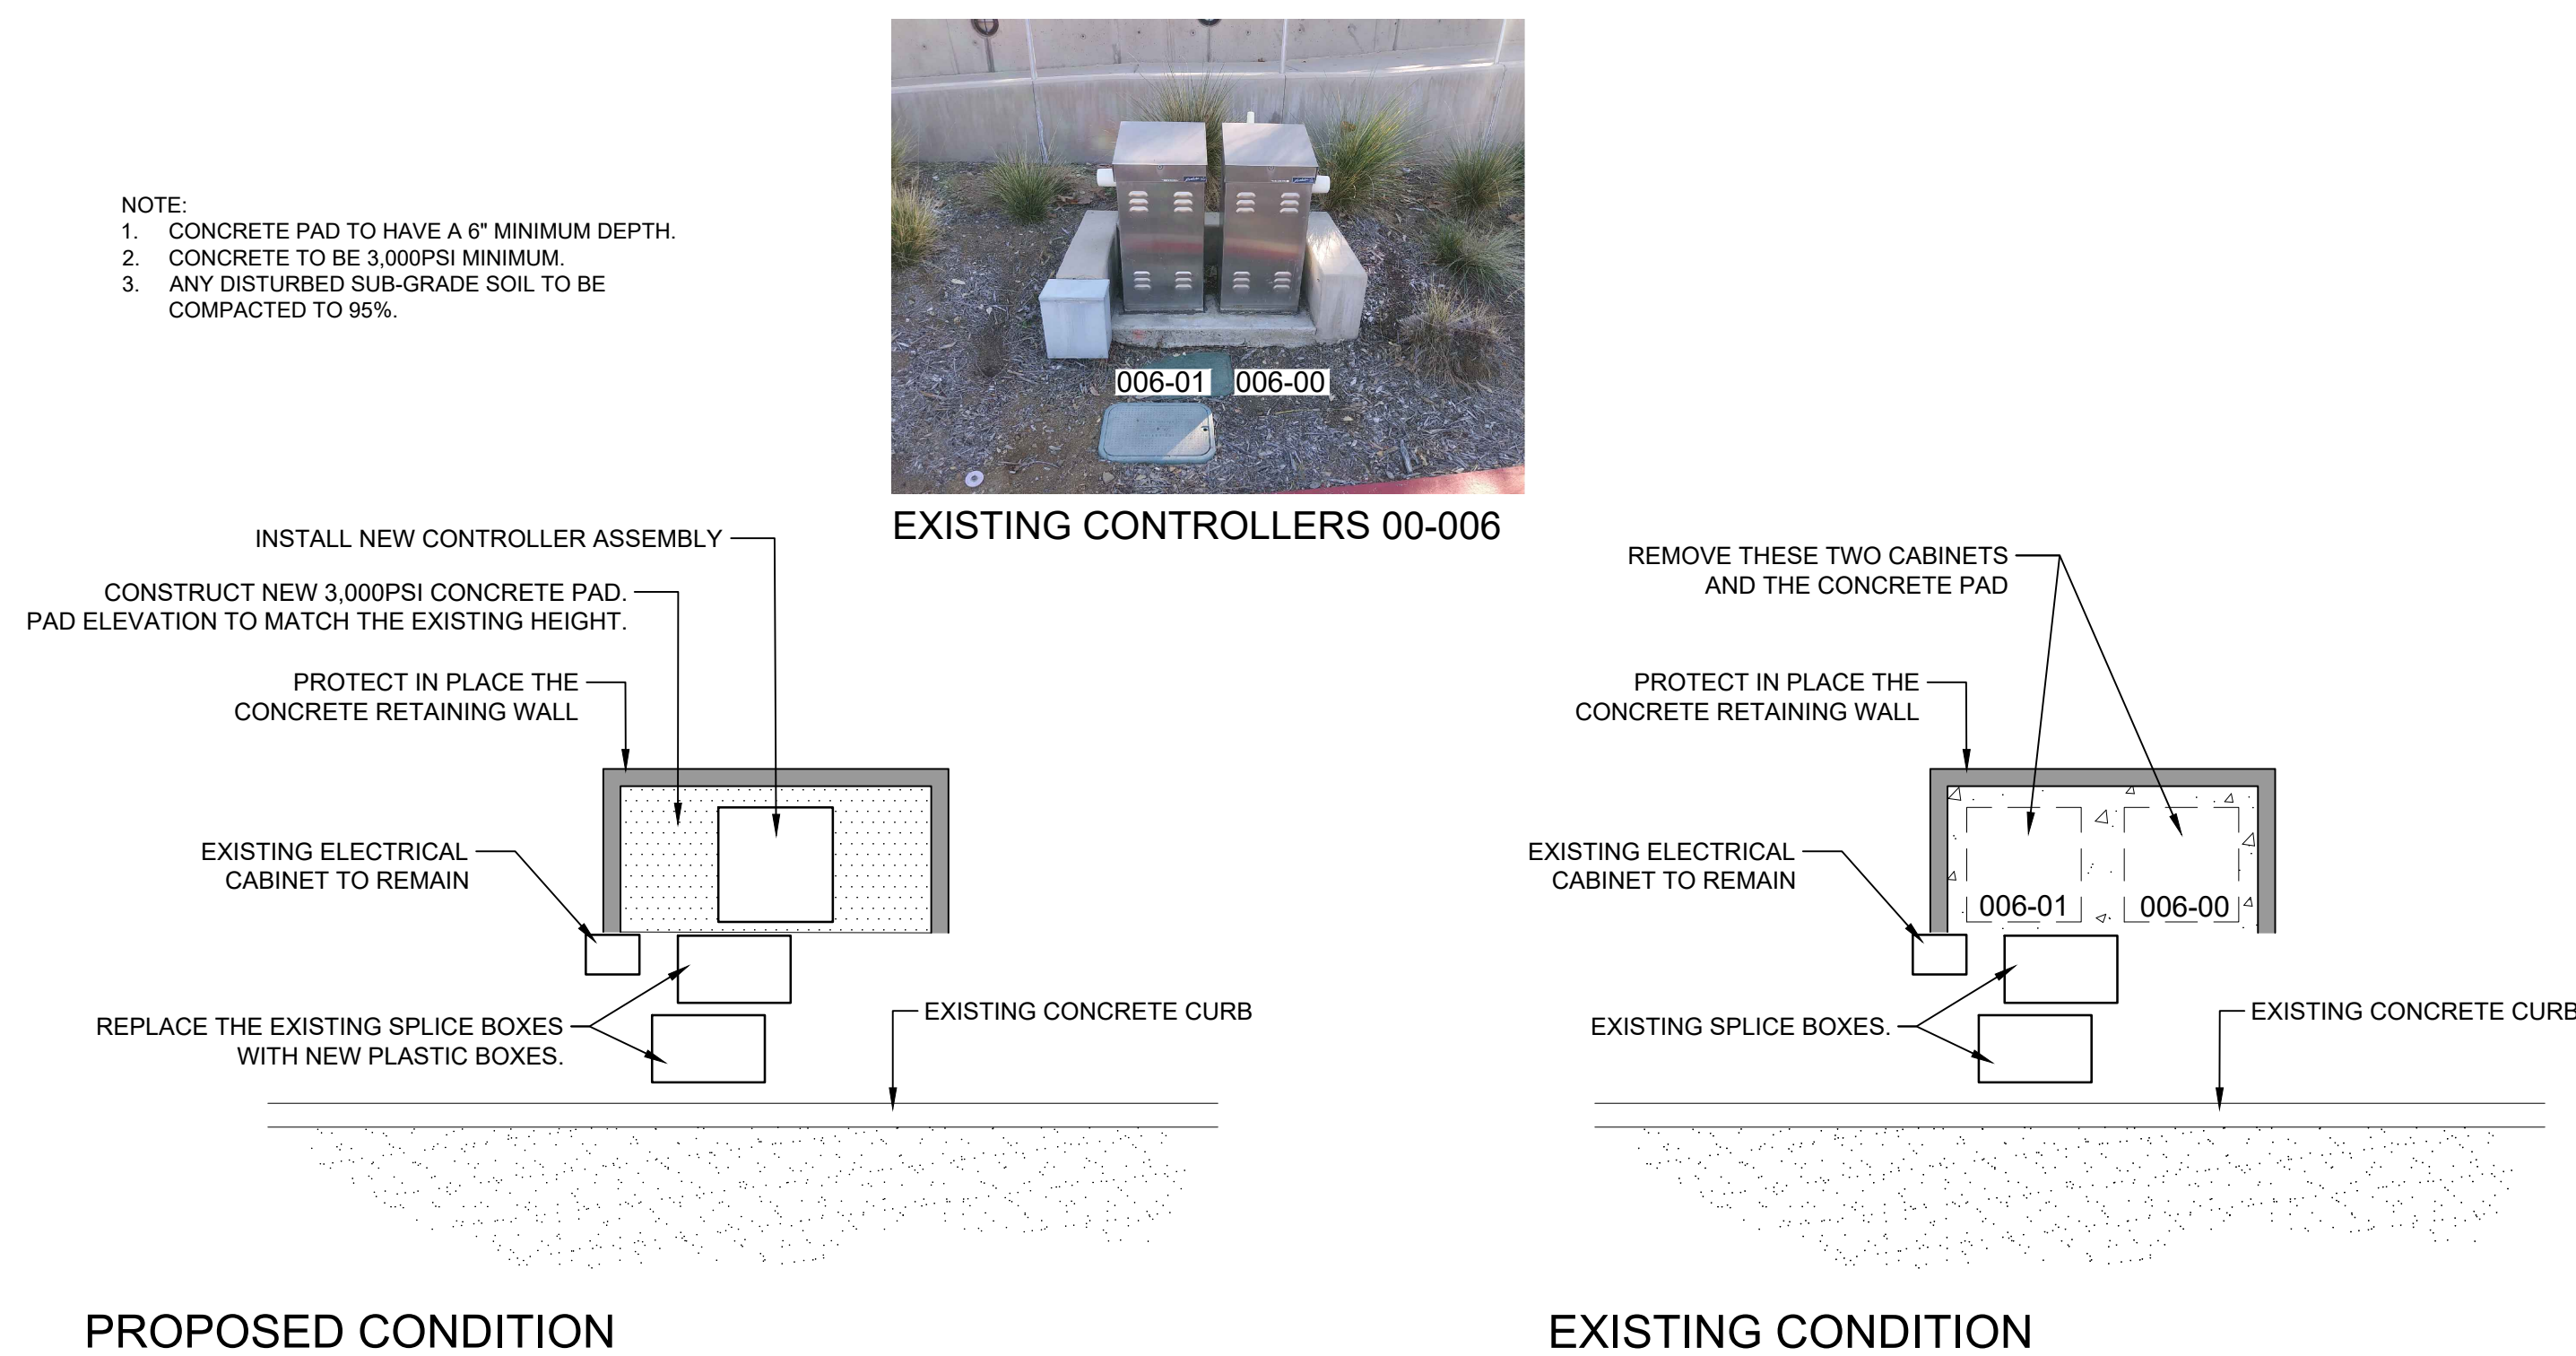 NOTE:
1. CONCRETE PAD TO HAVE A 6" MINIMUM DEPTH.
2. CONCRETE TO BE 3,000PSI MINIMUM.
3. ANY DISTURBED SUB-GRADE SOIL TO BE
COMPACTED TO 95%.
006-01 006-00
EXISTING CONTROLLERS 00-006
INSTALL NEW CONTROLLER ASSEMBLY
CONSTRUCT NEW 3,000PSI CONCRETE PAD.
PAD ELEVATION TO MATCH THE EXISTING HEIGHT.
PROTECT IN PLACE THE
CONCRETE RETAINING WALL
EXISTING ELECTRICAL
CABINET TO REMAIN
REPLACE THE EXISTING SPLICE BOXES
WITH NEW PLASTIC BOXES.
EXISTING CONCRETE CURB
PROPOSED CONDITION
REMOVE THESE TWO CABINETS
AND THE CONCRETE PAD
PROTECT IN PLACE THE
CONCRETE RETAINING WALL
EXISTING ELECTRICAL
CABINET TO REMAIN
006-01 006-00
EXISTING SPLICE BOXES.
EXISTING CONCRETE CURB
EXISTING CONDITION